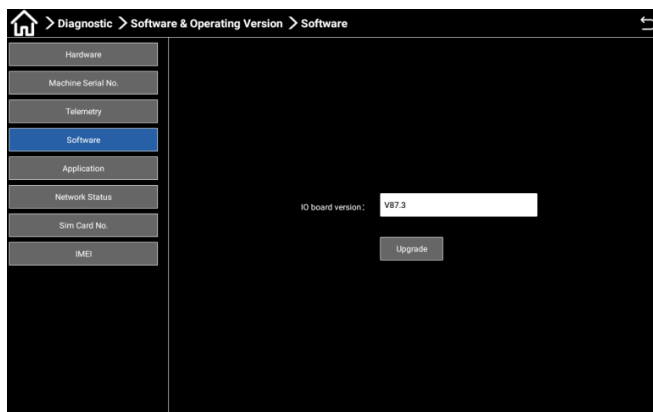 > Diagnostic > Software & Operating Version > Software
Hardware
Machine Serial No.
Telemetry
Software
Application
Network Status
Sim Card No.
IMEI
IO board version: V87.3
Upgrade